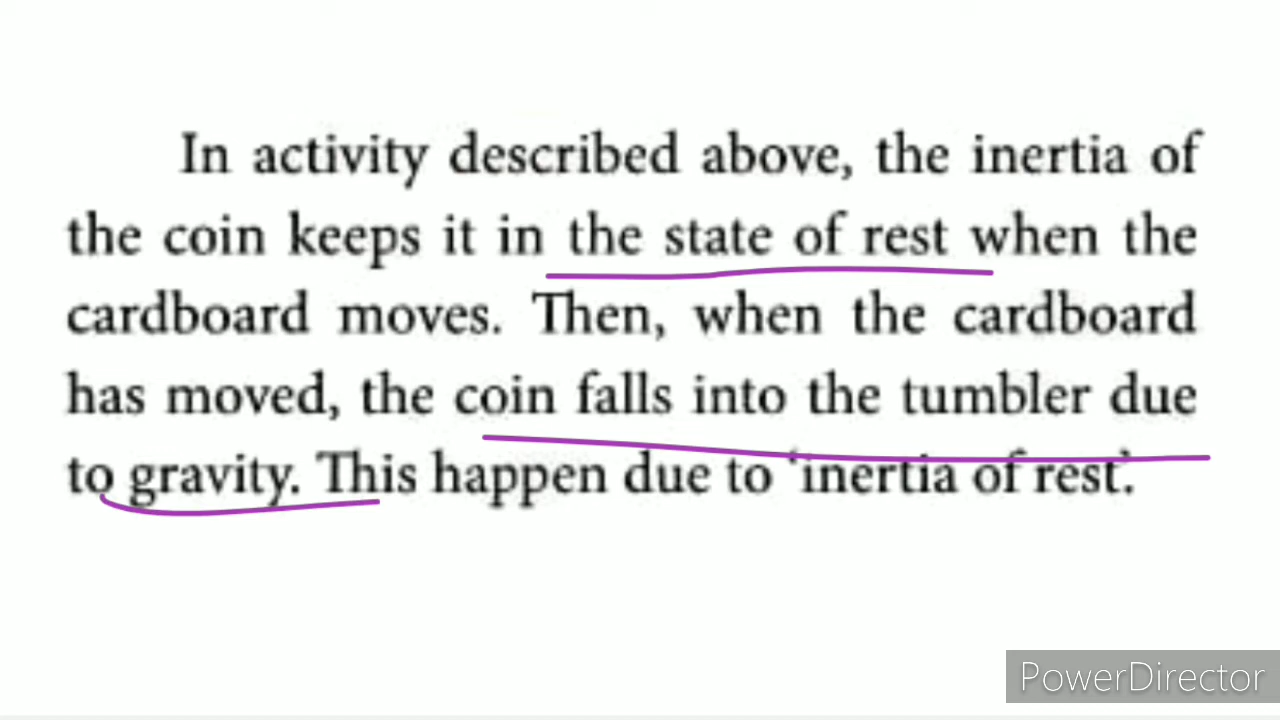 In activity described above, the inertia of
the coin keeps it in the state of rest when the
cardboard moves. Then, when the cardboard
has moved, the coin falls into the tumbler due
to gravity. This happen due to ‘inertia of rest’.
PowerDirector